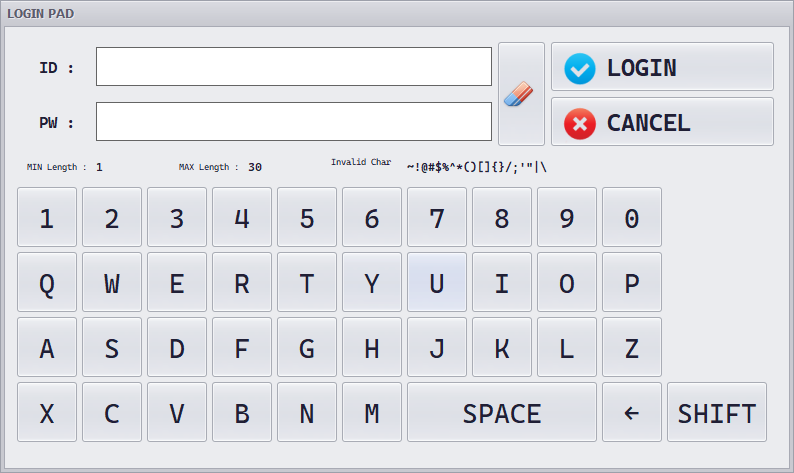 LOGIN PAD
ID :
LOGIN
PW :
CANCEL
MIN Length : 1 MAX Length : 30 Invalid Char ~!@#$%^*()[]{}/;'"|\
1 2 3 4 5 6 7 8 9 0
Q W E R T Y U I O P
A S D F G H J K L Z
X C V B N M SPACE ← SHIFT